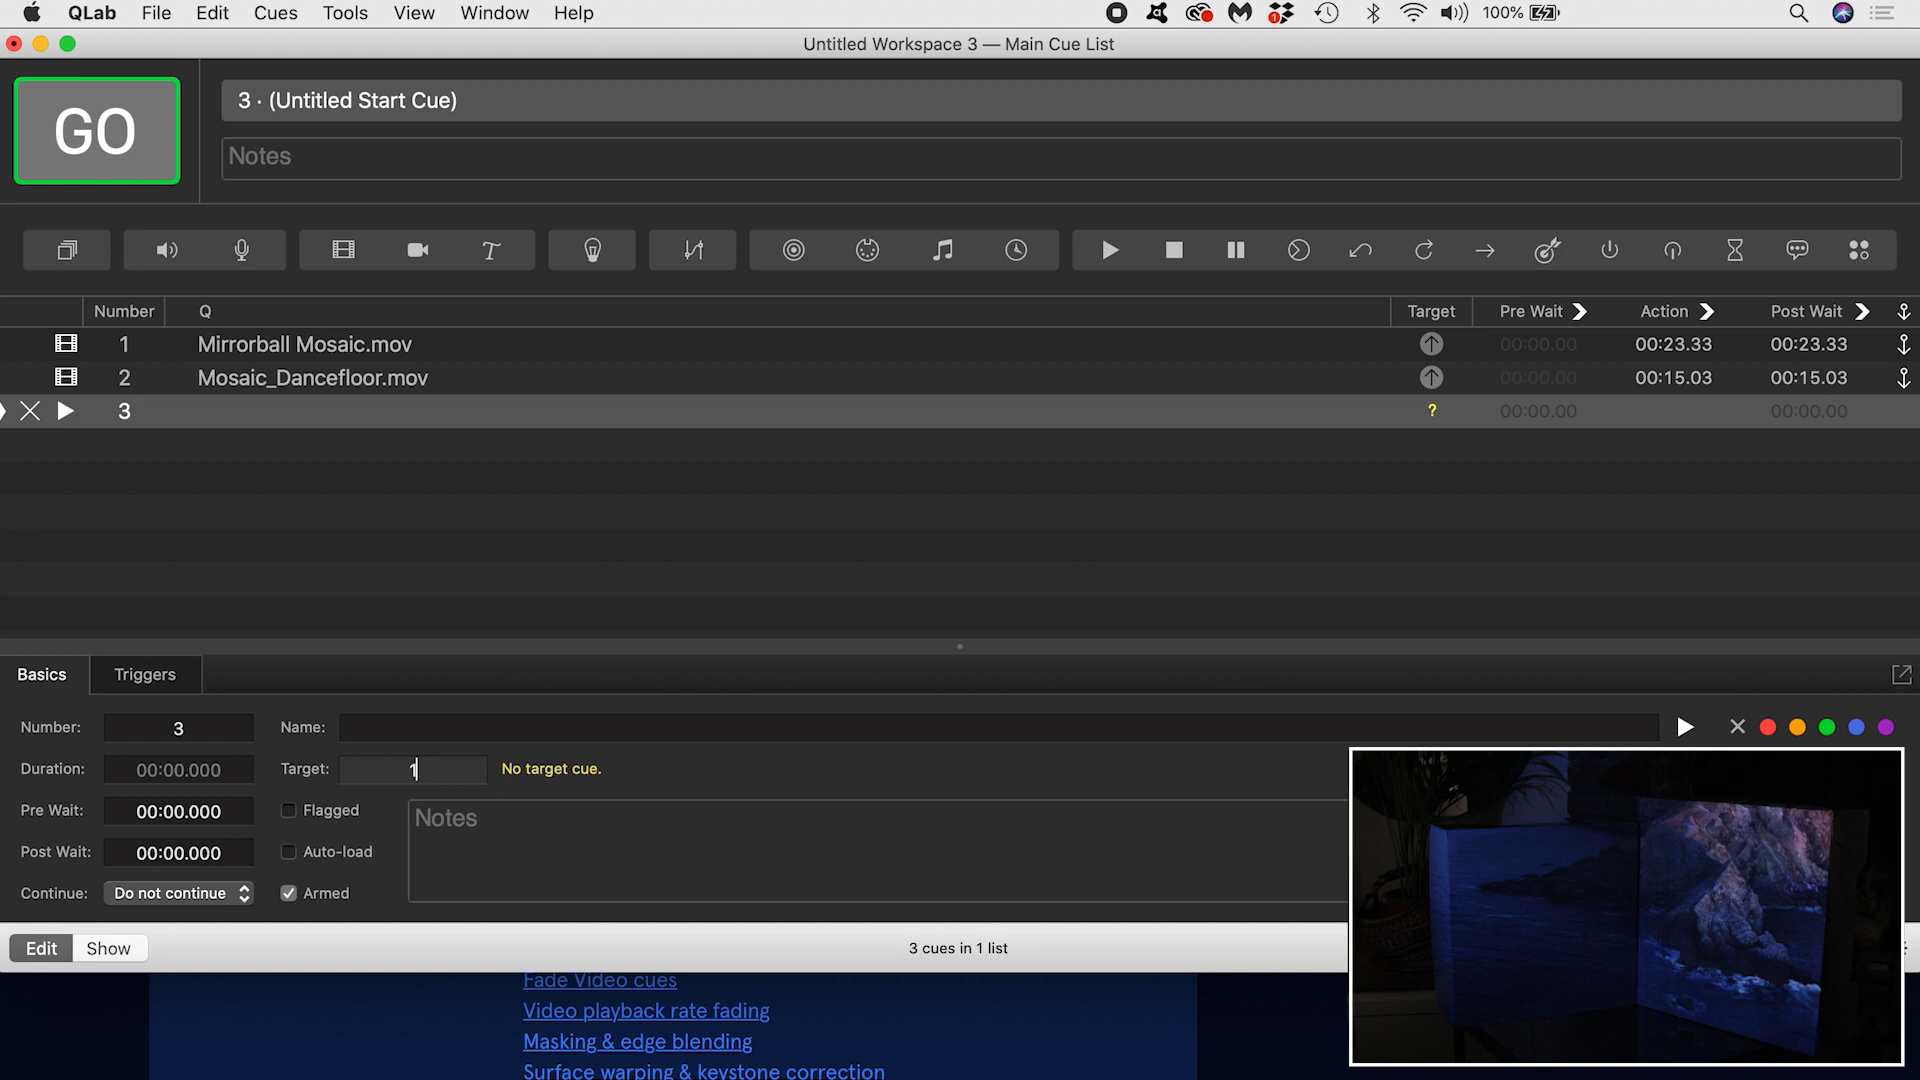 QLab File Edit Cues Tools View Window Help 1 100%
Untitled Workspace 3 — Main Cue List
GO
3 · (Untitled Start Cue)
Notes
Number Q Target Pre Wait Action Post Wait
1 Mirrorball Mosaic.mov 00:00.00 00:23.33 00:23.33
2 Mosaic_Dancefloor.mov 00:00.00 00:15.03 00:15.03
3 ? 00:00.00 00:00.00
Basics Triggers
Number: 3 Name:
Duration: 00:00.000 Target: 1 No target cue.
Pre Wait: 00:00.000 Flagged Notes
Post Wait: 00:00.000 Auto-load
Continue: Do not continue Armed
Edit Show 3 cues in 1 list
Fade Video cues
Video playback rate fading
Masking & edge blending
Surface warping & keystone correction